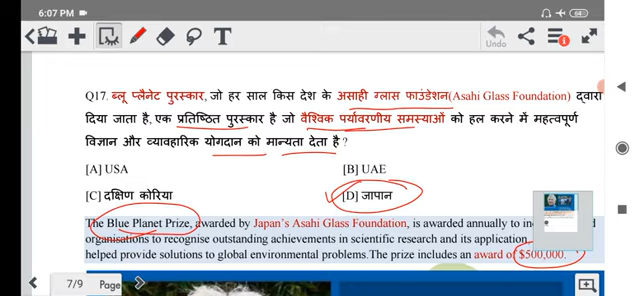 6:07 PM
64
T
Undo
Q17. ब्लू प्लैनेट पुरस्कार, जो हर साल किस देश के असाही ग्लास फाउंडेशन(Asahi Glass Foundation) द्वारा
दिया जाता है, एक प्रतिष्ठित पुरस्कार है जो वैश्विक पर्यावरणीय समस्याओं को हल करने में महत्वपूर्ण
विज्ञान और व्यावहारिक योगदान को मान्यता देता है?
[A] USA
[B] UAE
[C] दक्षिण कोरिया
[D] जापान
The Blue Planet Prize, awarded by Japan's Asahi Glass Foundation, is awarded annually to
organisations to recognise outstanding achievements in scientific research and its application
helped provide solutions to global environmental problems. The prize includes an award of $500,000.
7/9 Page